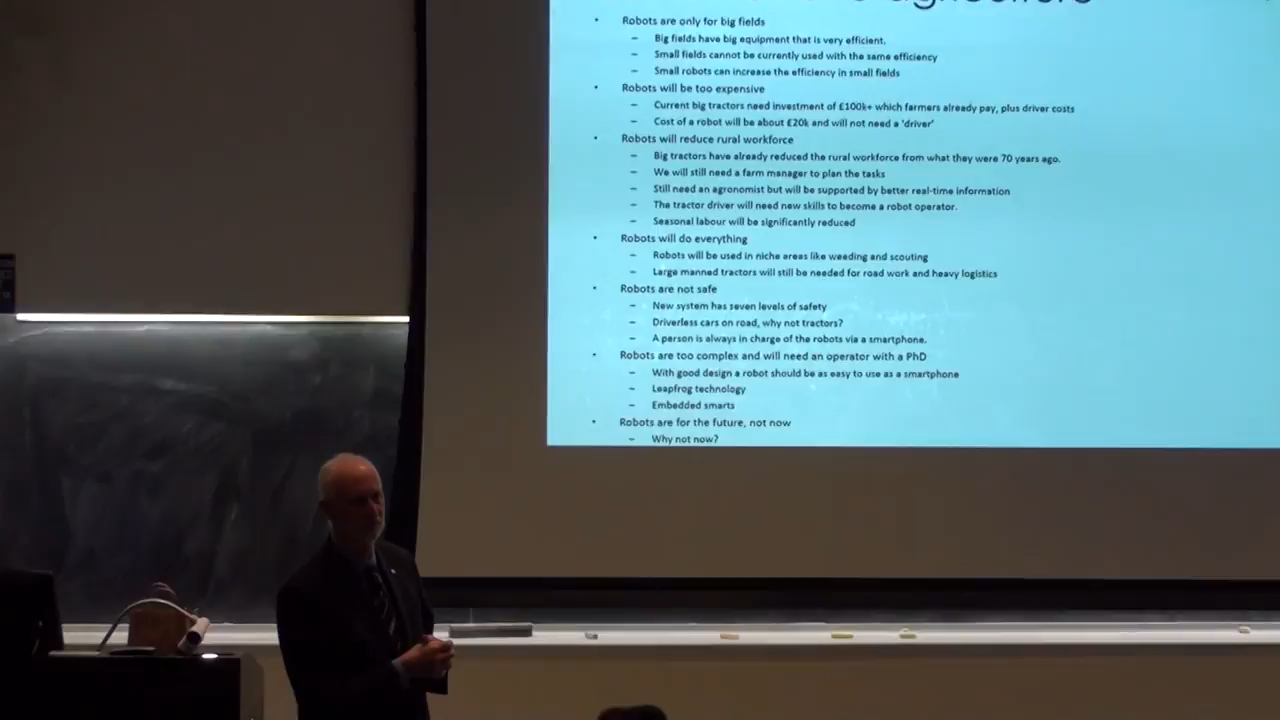 agriculture
• Robots are only for big fields
– Big fields have big equipment that is very efficient.
– Small fields cannot be currently used with the same efficiency
– Small robots can increase the efficiency in small fields
• Robots will be too expensive
– Current big tractors need investment of £100k+ which farmers already pay, plus driver costs
– Cost of a robot will be about £20k and will not need a 'driver'
• Robots will reduce rural workforce
– Big tractors have already reduced the rural workforce from what they were 70 years ago.
– We will still need a farm manager to plan the tasks
– Still need an agronomist but will be supported by better real-time information
– The tractor driver will need new skills to become a robot operator.
– Seasonal labour will be significantly reduced
• Robots will do everything
– Robots will be used in niche areas like weeding and scouting
– Large manned tractors will still be needed for road work and heavy logistics
• Robots are not safe
– New system has seven levels of safety
– Driverless cars on road, why not tractors?
– A person is always in charge of the robots via a smartphone.
• Robots are too complex and will need an operator with a PhD
– With good design a robot should be as easy to use as a smartphone
– Leapfrog technology
– Embedded smarts
• Robots are for the future, not now
– Why not now?